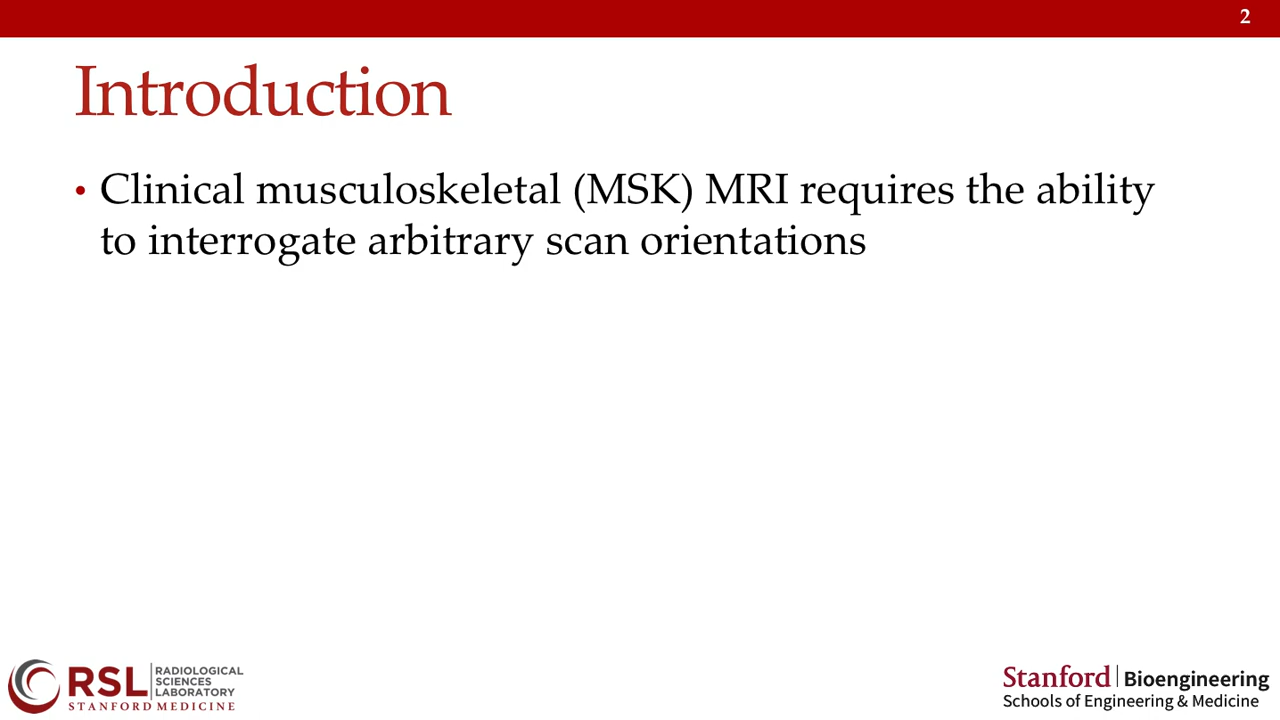 2
Introduction
• Clinical musculoskeletal (MSK) MRI requires the ability
to interrogate arbitrary scan orientations
RSL
RADIOLOGICAL
SCIENCES
LABORATORY
STANFORD MEDICINE
Stanford | Bioengineering
Schools of Engineering & Medicine